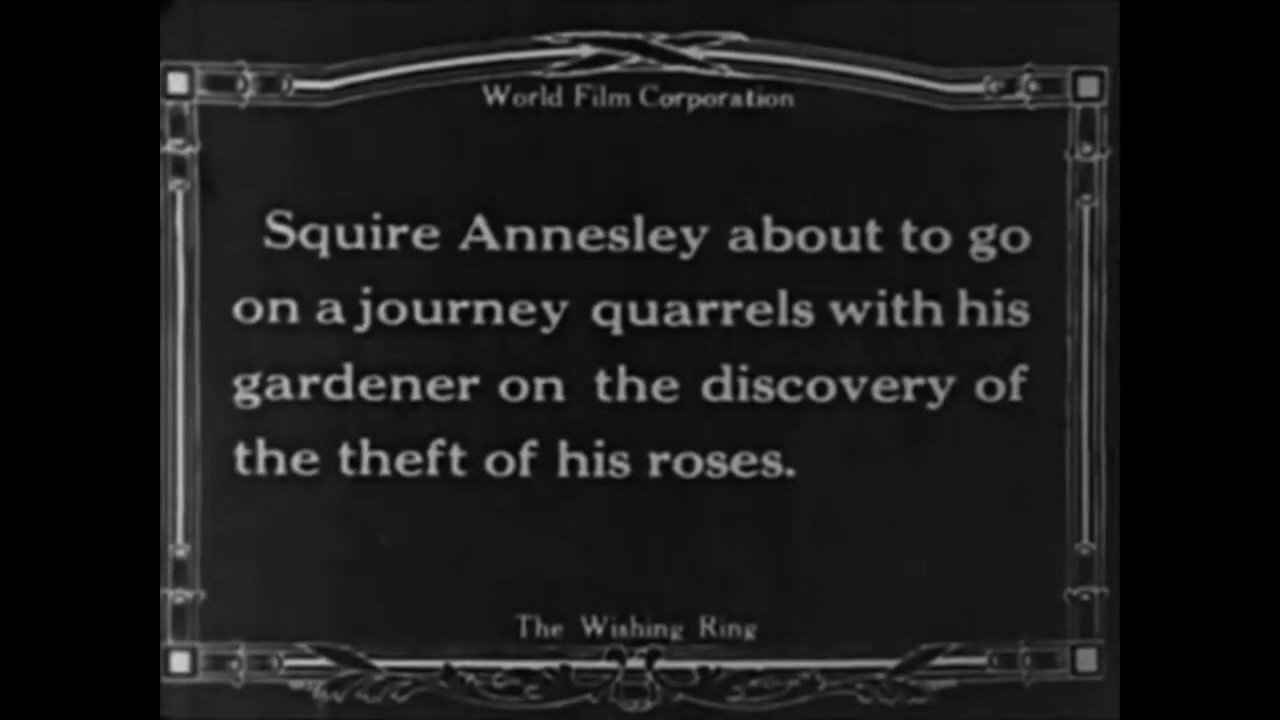 World Film Corporation
Squire Annesley about to go
on a journey quarrels with his
gardener on the discovery of
the theft of his roses.
The Wishing Ring